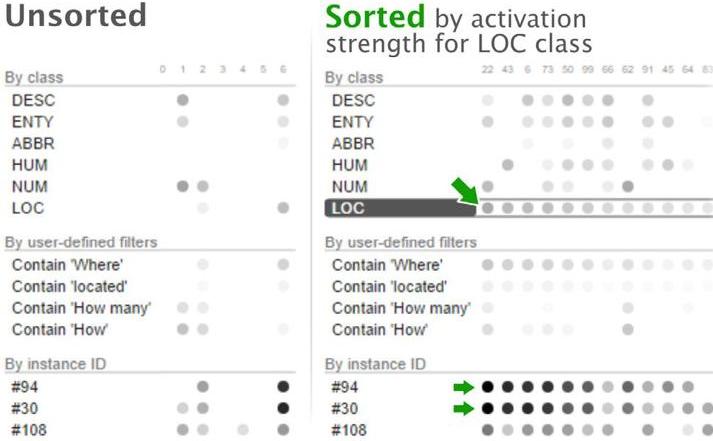 Unsorted
0 1 2 3 4 5 6
By class
DESC
ENTY
ABBR
HUM
NUM
LOC
By user-defined filters
Contain 'Where'
Contain 'located'
Contain 'How many'
Contain 'How'
By instance ID
#94
#30
#108
Sorted by activation
strength for LOC class
22 43 6 73 50 99 66 62 91 45 64 83
By class
DESC
ENTY
ABBR
HUM
NUM
LOC
By user-defined filters
Contain 'Where'
Contain 'located'
Contain 'How many'
Contain 'How'
By instance ID
#94
#30
#108